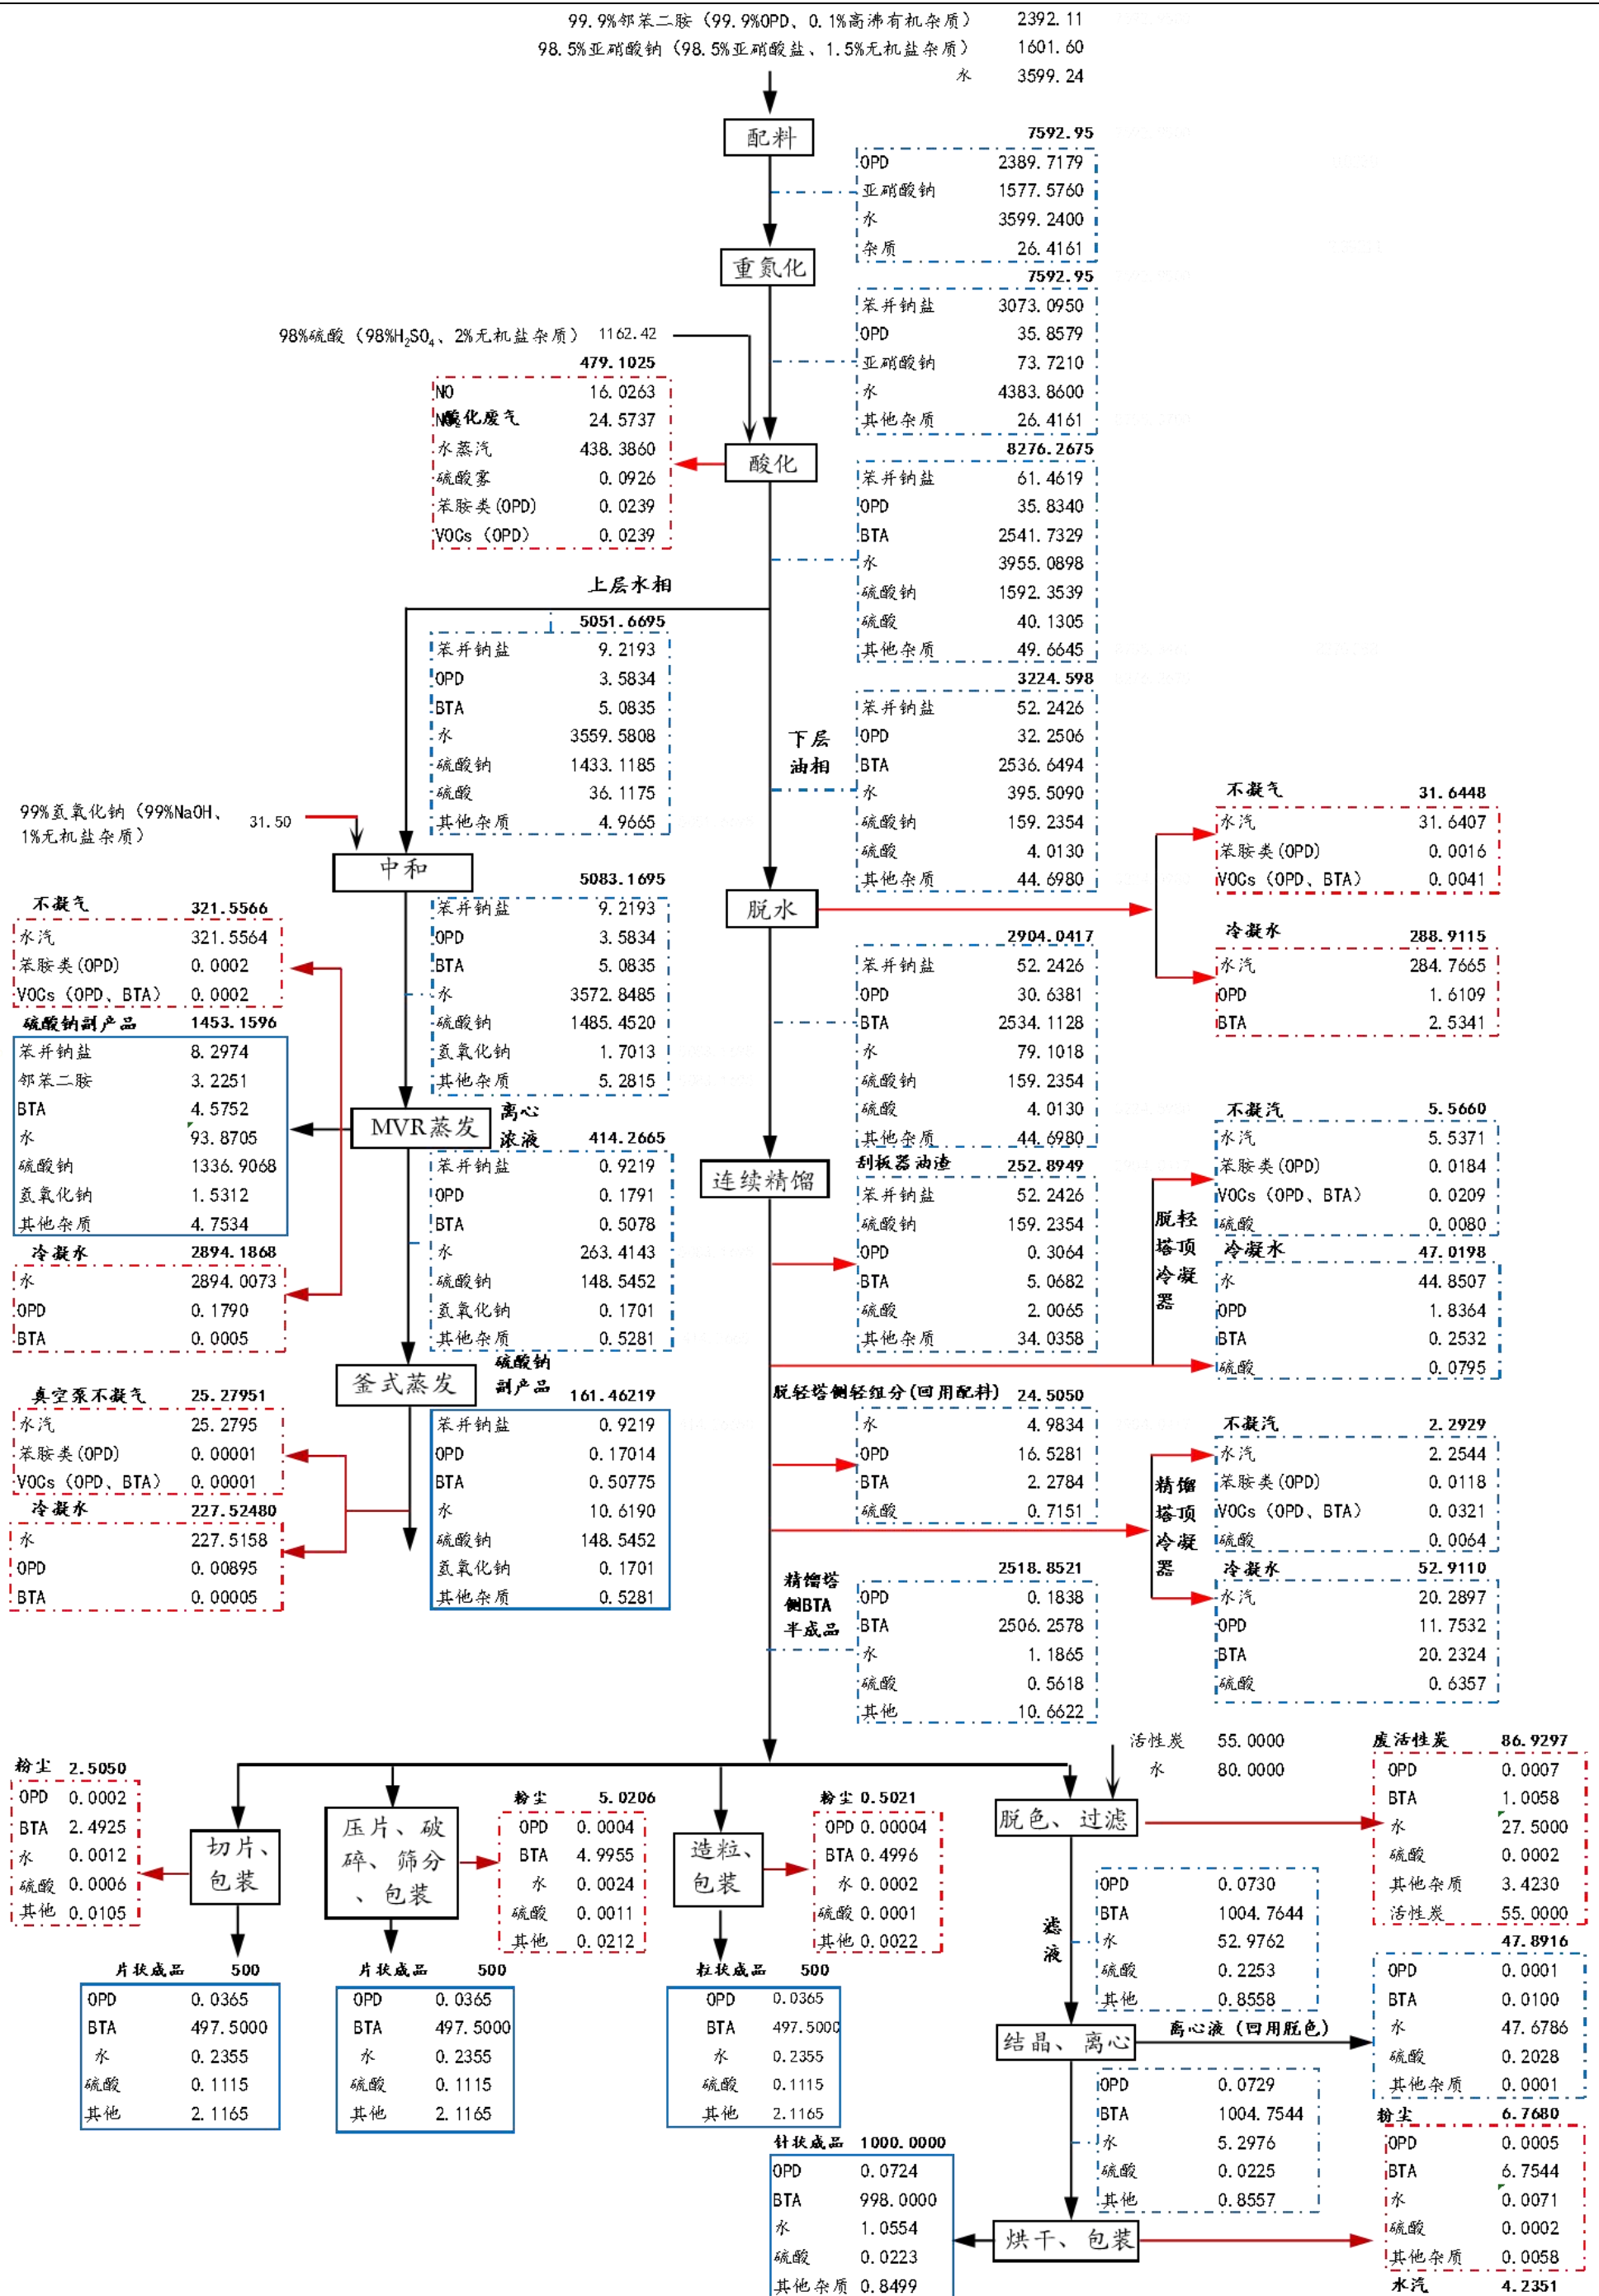 99.9%邻苯二胺（99.9%OPD、0.1%高沸有机杂质） 2392.11
98.5%亚硝酸钠（98.5%亚硝酸盐、1.5%无机盐杂质） 1601.60
水 3599.24
配料
7592.95
OPD 2389.7179
亚硝酸钠 1577.5760
水 3599.2400
杂质 26.4161
重氮化
7592.95
苯并钠盐 3073.0950
OPD 35.8579
亚硝酸钠 73.7210
水 4383.8600
其他杂质 26.4161
98%硫酸（98%H₂SO₄、2%无机盐杂质） 1162.42
479.1025
酸化废气
NO 16.0263
NO₂ 24.5737
水蒸汽 438.3860
硫酸雾 0.0926
苯胺类(OPD) 0.0239
VOCs（OPD） 0.0239
酸化
8276.2675
苯并钠盐 61.4619
OPD 35.8340
BTA 2541.7329
水 3955.0898
硫酸钠 1592.3539
硫酸 40.1305
其他杂质 49.6645
上层水相
5051.6695
苯并钠盐 9.2193
OPD 3.5834
BTA 5.0835
水 3559.5808
硫酸钠 1433.1185
硫酸 36.1175
其他杂质 4.9665
下层
油相
3224.598
苯并钠盐 52.2426
OPD 32.2506
BTA 2536.6494
水 395.5090
硫酸钠 159.2354
硫酸 4.0130
其他杂质 44.6980
99%氢氧化钠（99%NaOH、
1%无机盐杂质） 31.50
中和
5083.1695
苯并钠盐 9.2193
OPD 3.5834
BTA 5.0835
水 3572.8485
硫酸钠 1485.4520
氢氧化钠 1.7013
其他杂质 5.2815
脱水
不凝气 31.6448
水汽 31.6407
苯胺类(OPD) 0.0016
VOCs（OPD、BTA） 0.0041
冷凝水 288.9115
水汽 284.7665
OPD 1.6109
BTA 2.5341
2904.0417
苯并钠盐 52.2426
OPD 30.6381
BTA 2534.1128
水 79.1018
硫酸钠 159.2354
硫酸 4.0130
其他杂质 44.6980
不凝气 321.5566
水汽 321.5564
苯胺类(OPD) 0.0002
VOCs（OPD、BTA） 0.0002
硫酸钠副产品 1453.1596
苯并钠盐 8.2974
邻苯二胺 3.2251
BTA 4.5752
水 93.8705
硫酸钠 1336.9068
氢氧化钠 1.5312
其他杂质 4.7534
冷凝水 2894.1868
水 2894.0073
OPD 0.1790
BTA 0.0005
MVR蒸发
离心
浓液 414.2665
苯并钠盐 0.9219
OPD 0.1791
BTA 0.5078
水 263.4143
硫酸钠 148.5452
氢氧化钠 0.1701
其他杂质 0.5281
连续精馏
刮板器油渣 252.8949
苯并钠盐 52.2426
硫酸钠 159.2354
OPD 0.3064
BTA 5.0682
硫酸 2.0065
其他杂质 34.0358
脱轻
塔顶
冷凝
器
不凝汽 5.5660
水汽 5.5371
苯胺类(OPD) 0.0184
VOCs（OPD、BTA） 0.0209
硫酸 0.0080
冷凝水 47.0198
水 44.8507
OPD 1.8364
BTA 0.2532
硫酸 0.0795
釜式蒸发
硫酸钠
副产品
161.46219
苯并钠盐 0.9219
OPD 0.17014
BTA 0.50775
水 10.6190
硫酸钠 148.5452
氢氧化钠 0.1701
其他杂质 0.5281
真空泵不凝气 25.27951
水汽 25.2795
苯胺类(OPD) 0.00001
VOCs（OPD、BTA） 0.00001
冷凝水 227.52480
水 227.5158
OPD 0.00895
BTA 0.00005
脱轻塔侧轻组分(回用配料) 24.5050
水 4.9834
OPD 16.5281
BTA 2.2784
硫酸 0.7151
精馏
塔顶
冷凝
器
不凝汽 2.2929
水汽 2.2544
苯胺类(OPD) 0.0118
VOCs（OPD、BTA） 0.0321
硫酸 0.0064
冷凝水 52.9110
水汽 20.2897
OPD 11.7532
BTA 20.2324
硫酸 0.6357
精馏塔
侧BTA
半成品
2518.8521
OPD 0.1838
BTA 2506.2578
水 1.1865
硫酸 0.5618
其他 10.6622
粉尘 2.5050
OPD 0.0002
BTA 2.4925
水 0.0012
硫酸 0.0006
其他 0.0105
切片、
包装
片状成品 500
OPD 0.0365
BTA 497.5000
水 0.2355
硫酸 0.1115
其他 2.1165
压片、破
碎、筛分
、包装
粉尘 5.0206
OPD 0.0004
BTA 4.9955
水 0.0024
硫酸 0.0011
其他 0.0212
片状成品 500
OPD 0.0365
BTA 497.5000
水 0.2355
硫酸 0.1115
其他 2.1165
造粒、
包装
粉尘 0.5021
OPD 0.00004
BTA 0.4996
水 0.0002
硫酸 0.0001
其他 0.0022
粒状成品 500
OPD 0.0365
BTA 497.5000
水 0.2355
硫酸 0.1115
其他 2.1165
活性炭 55.0000
水 80.0000
脱色、过滤
废活性炭 86.9297
OPD 0.0007
BTA 1.0058
水 27.5000
硫酸 0.0002
其他杂质 3.4230
活性炭 55.0000
滤
液
OPD 0.0730
BTA 1004.7644
水 52.9762
硫酸 0.2253
其他 0.8558
结晶、离心
离心液（回用脱色）
47.8916
OPD 0.0001
BTA 0.0100
水 47.6786
硫酸 0.2028
其他杂质 0.0001
OPD 0.0729
BTA 1004.7544
水 5.2976
硫酸 0.0225
其他 0.8557
烘干、包装
粉尘 6.7680
OPD 0.0005
BTA 6.7544
水 0.0071
硫酸 0.0002
其他杂质 0.0058
水汽 4.2351
针状成品 1000.0000
OPD 0.0724
BTA 998.0000
水 1.0554
硫酸 0.0223
其他杂质 0.8499